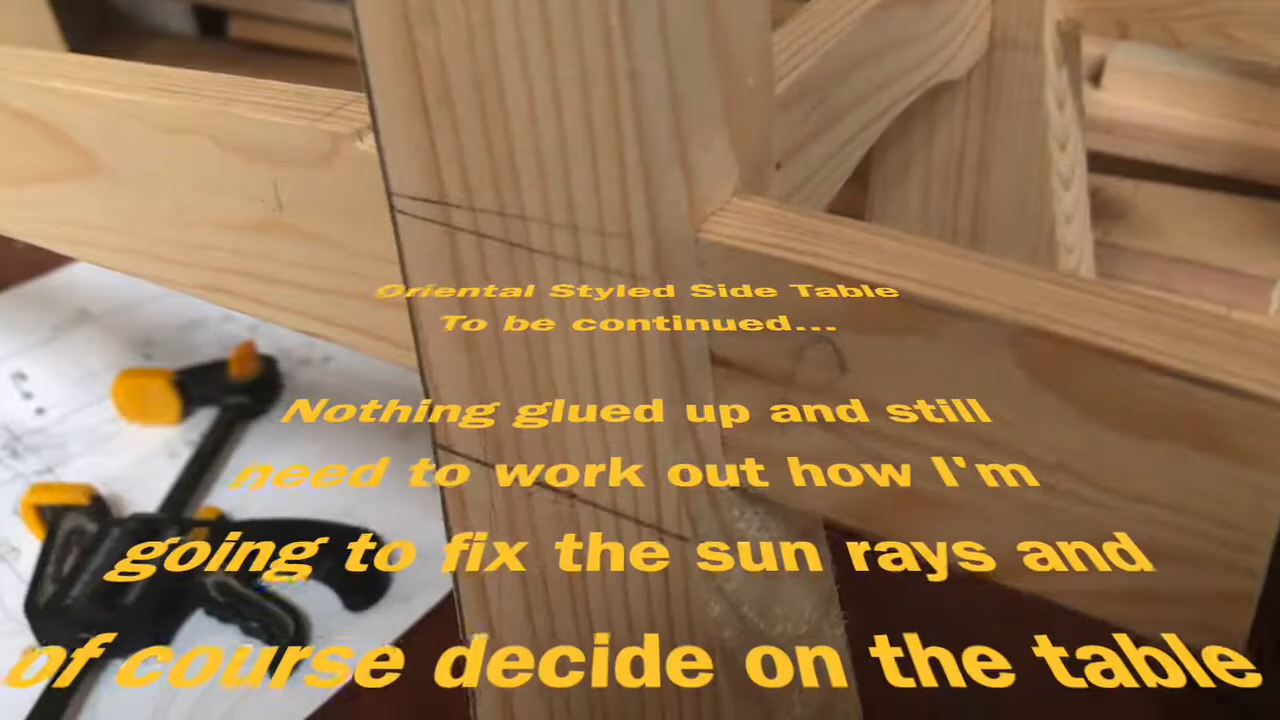 Oriental Styled Side Table
To be continued...
Nothing glued up and still
need to work out how I'm
going to fix the sun rays and
of course decide on the table